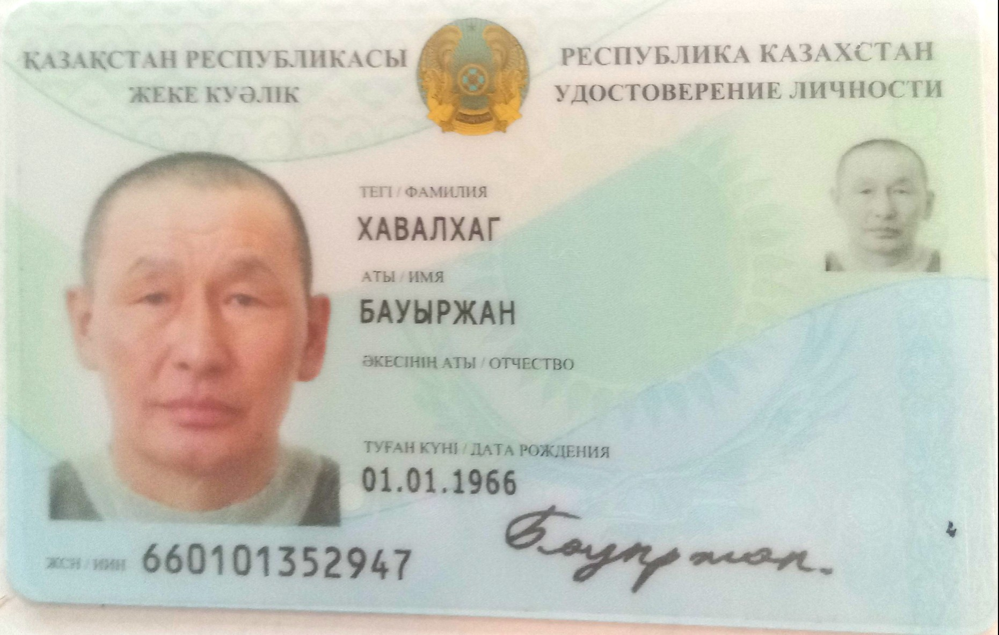 ҚАЗАҚСТАН РЕСПУБЛИКАСЫ
ЖЕКЕ КУӘЛІК
РЕСПУБЛИКА КАЗАХСТАН
УДОСТОВЕРЕНИЕ ЛИЧНОСТИ
ТЕГІ / ФАМИЛИЯ
ХАВАЛХАГ
АТЫ / ИМЯ
БАУЫРЖАН
ӘКЕСІНІҢ АТЫ / ОТЧЕСТВО
ТУҒАН КҮНІ / ДАТА РОЖДЕНИЯ
01.01.1966
ЖСН / ИИН 660101352947